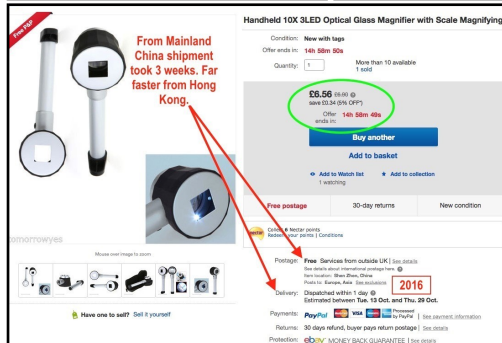 Handheld 10X 3LED Optical Glass Magnifier with Scale Magnifying
Free P&P
From Mainland
China shipment
took 3 weeks. Far
faster from Hong
Kong.
Condition: New with tags
Offer ends in: 14h 58m 50s
Quantity: 1 More than 10 available
1 sold
£6.56 £6.90
save £0.34 (5% OFF*)
Offer ends in: 14h 58m 49s
Buy another
Add to basket
Add to Watch list Add to collection
1 watching
Free postage 30-day returns New condition
nectar Collect 6 Nectar points
Redeem your points | Conditions
tomorrowyes
Mouse over image to zoom
Have one to sell? Sell it yourself
Postage: Free Services from outside UK | See details
See details about international postage here.
Item location: Shen Zhen, China
Posts to: Europe, Asia See exclusions
2016
Delivery: Dispatched within 1 day
Estimated between Tue. 13 Oct. and Thu. 29 Oct.
Payments: PayPal VISA Processed by PayPal | See payment information
Returns: 30 days refund, buyer pays return postage | See details
Protection: ebay MONEY BACK GUARANTEE | See details